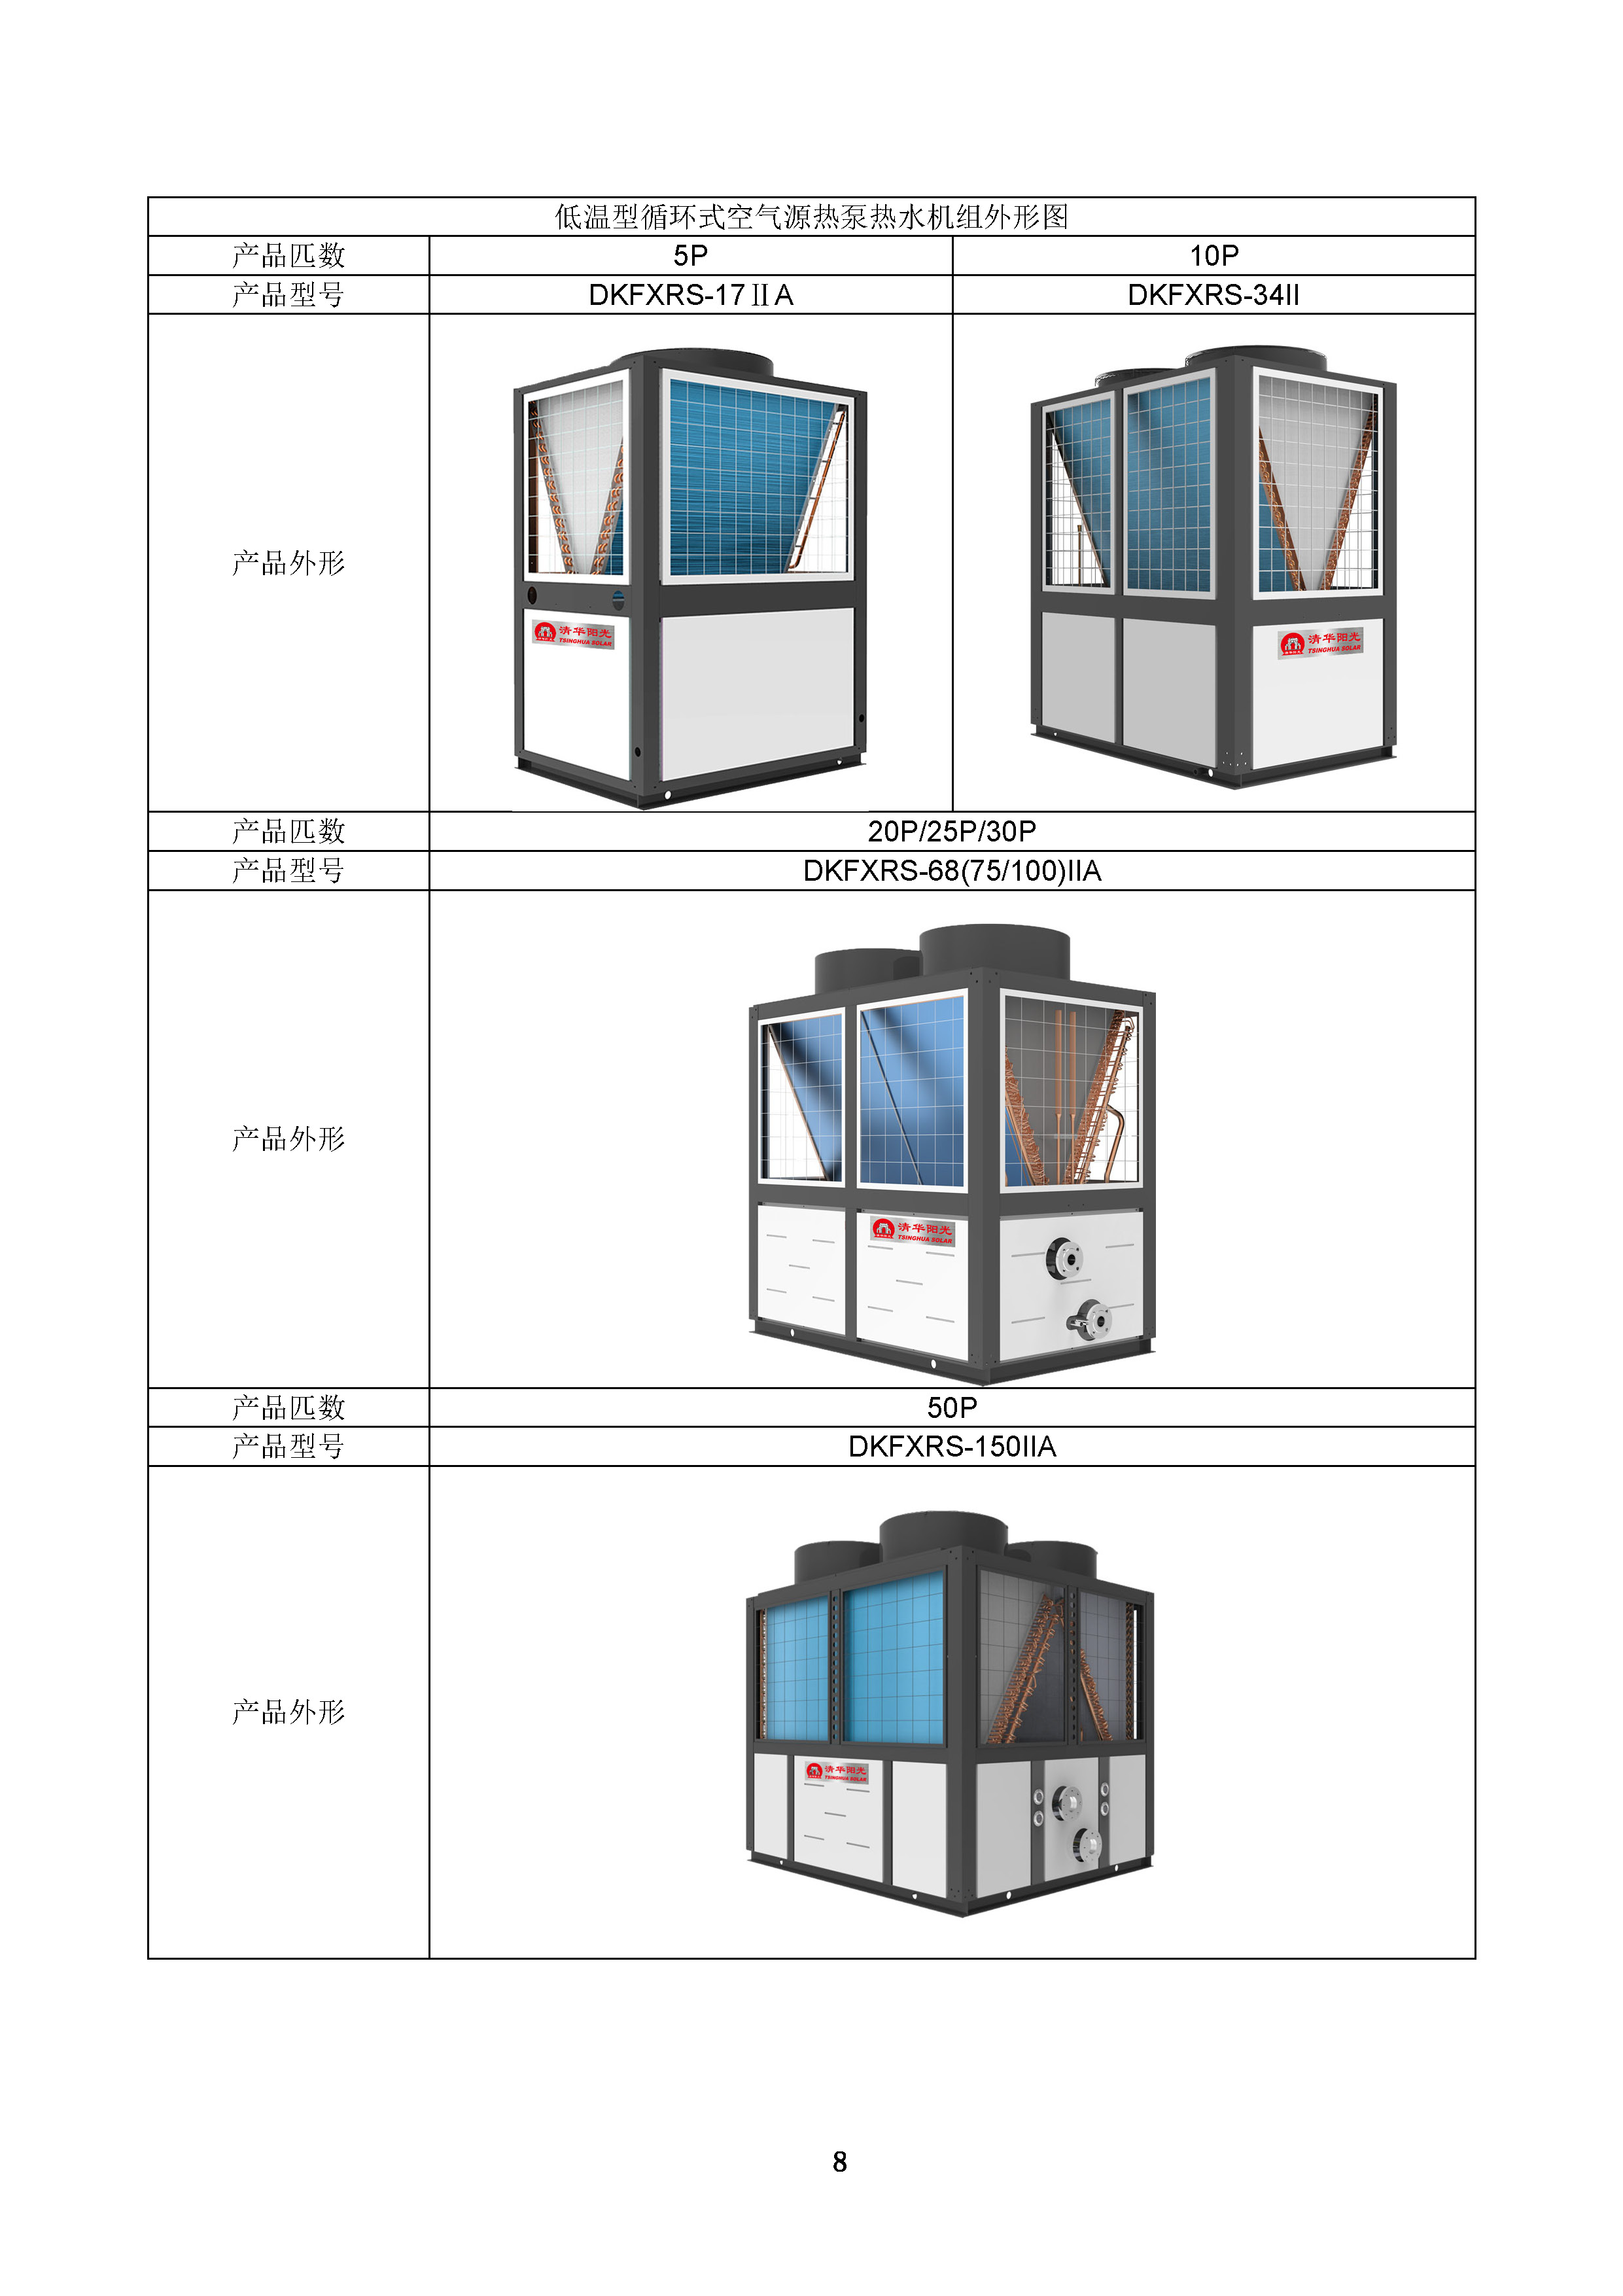 低温型循环式空气源热泵热水机组外形图
产品匹数 5P 10P
产品型号 DKFXRS-17ⅡA DKFXRS-34II
产品外形
清华阳光
TSINGHUA SOLAR
清华阳光
TSINGHUA SOLAR
产品匹数 20P/25P/30P
产品型号 DKFXRS-68(75/100)IIA
产品外形
清华阳光
TSINGHUA SOLAR
产品匹数 50P
产品型号 DKFXRS-150IIA
产品外形
清华阳光
TSINGHUA SOLAR
8